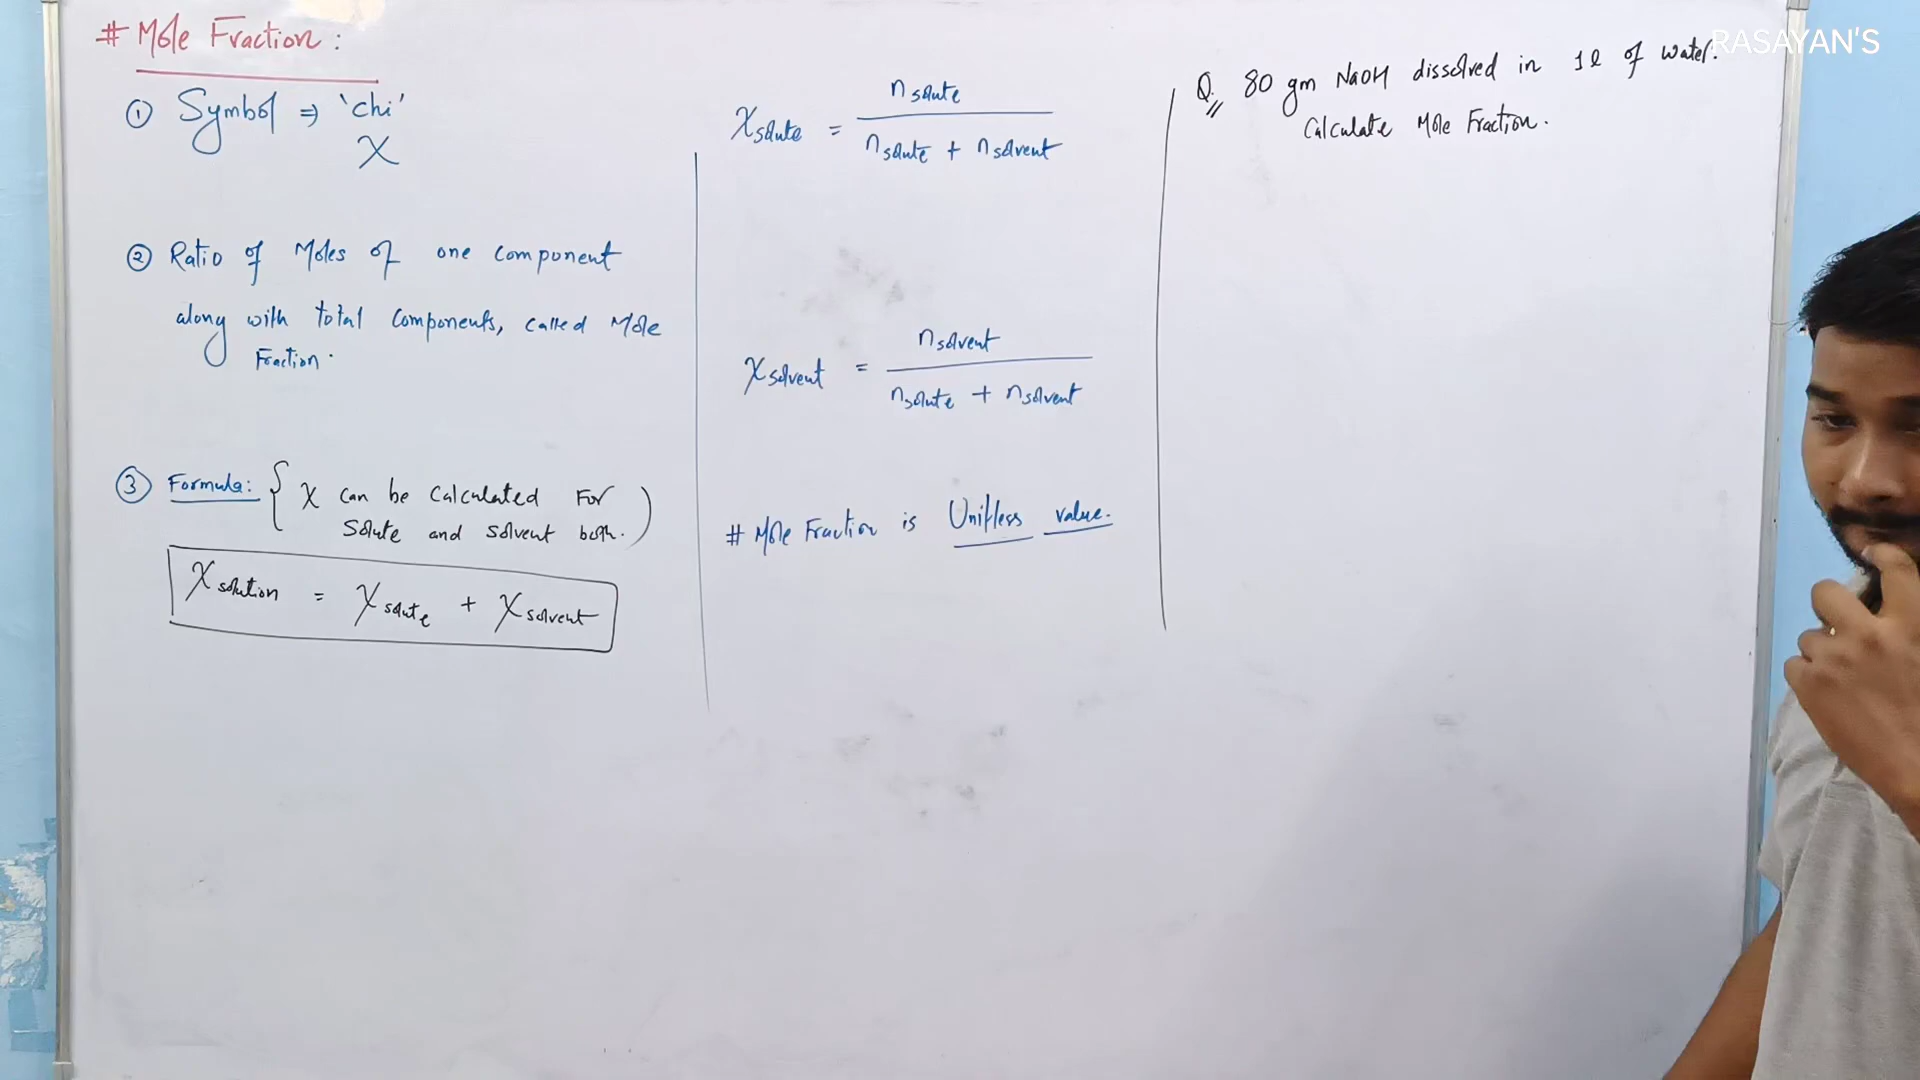 # Mole Fraction :
① Symbol ⇒ 'chi'
χ
② Ratio of Moles of one component
along with total components, called Mole
Fraction.
③ Formula: { χ can be calculated For
Solute and Solvent both. )
χ solution = χ solute + χ solvent
χ solute = n solute / n solute + n solvent
χ solvent = n solvent / n solute + n solvent
# Mole Fraction is Unitless value.
RASAYAN'S
Q. 80 gm NaOH dissolved in 1l of water.
Calculate Mole Fraction.